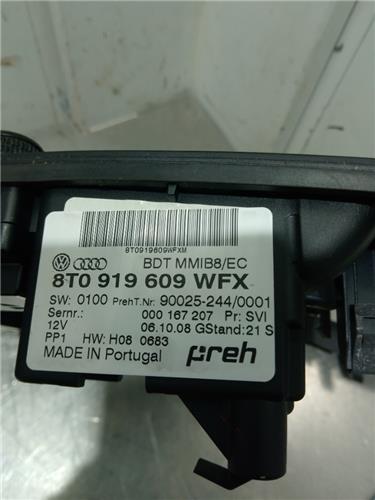 8T0919609WFXM
BDT MMIB8/EC
8T0 919 609 WFX
SW: 0100 PrehT.Nr: 90025-244/0001
Sernr.: 000 167 207 Pr: SVI
12V 06.10.08 GStand: 21 S
PP1 HW: H08 0683
MADE IN Portugal preh